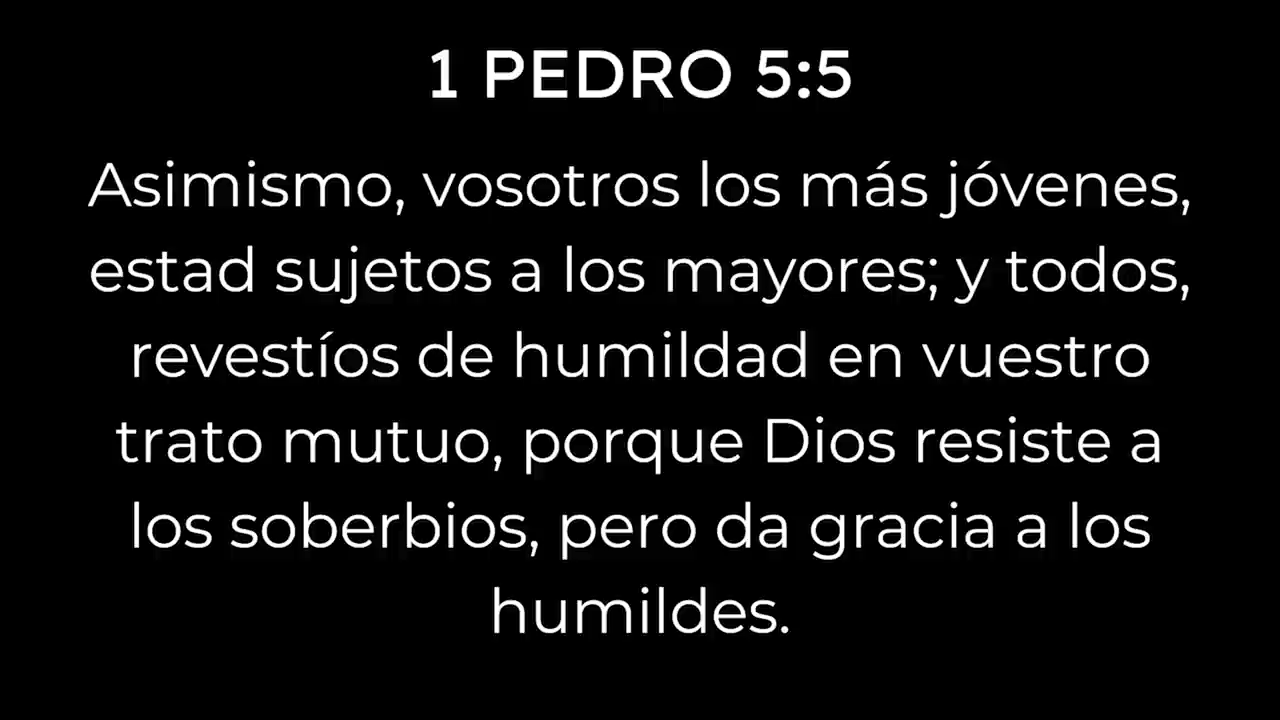 1 PEDRO 5:5
Asimismo, vosotros los más jóvenes,
estad sujetos a los mayores; y todos,
revestíos de humildad en vuestro
trato mutuo, porque Dios resiste a
los soberbios, pero da gracia a los
humildes.